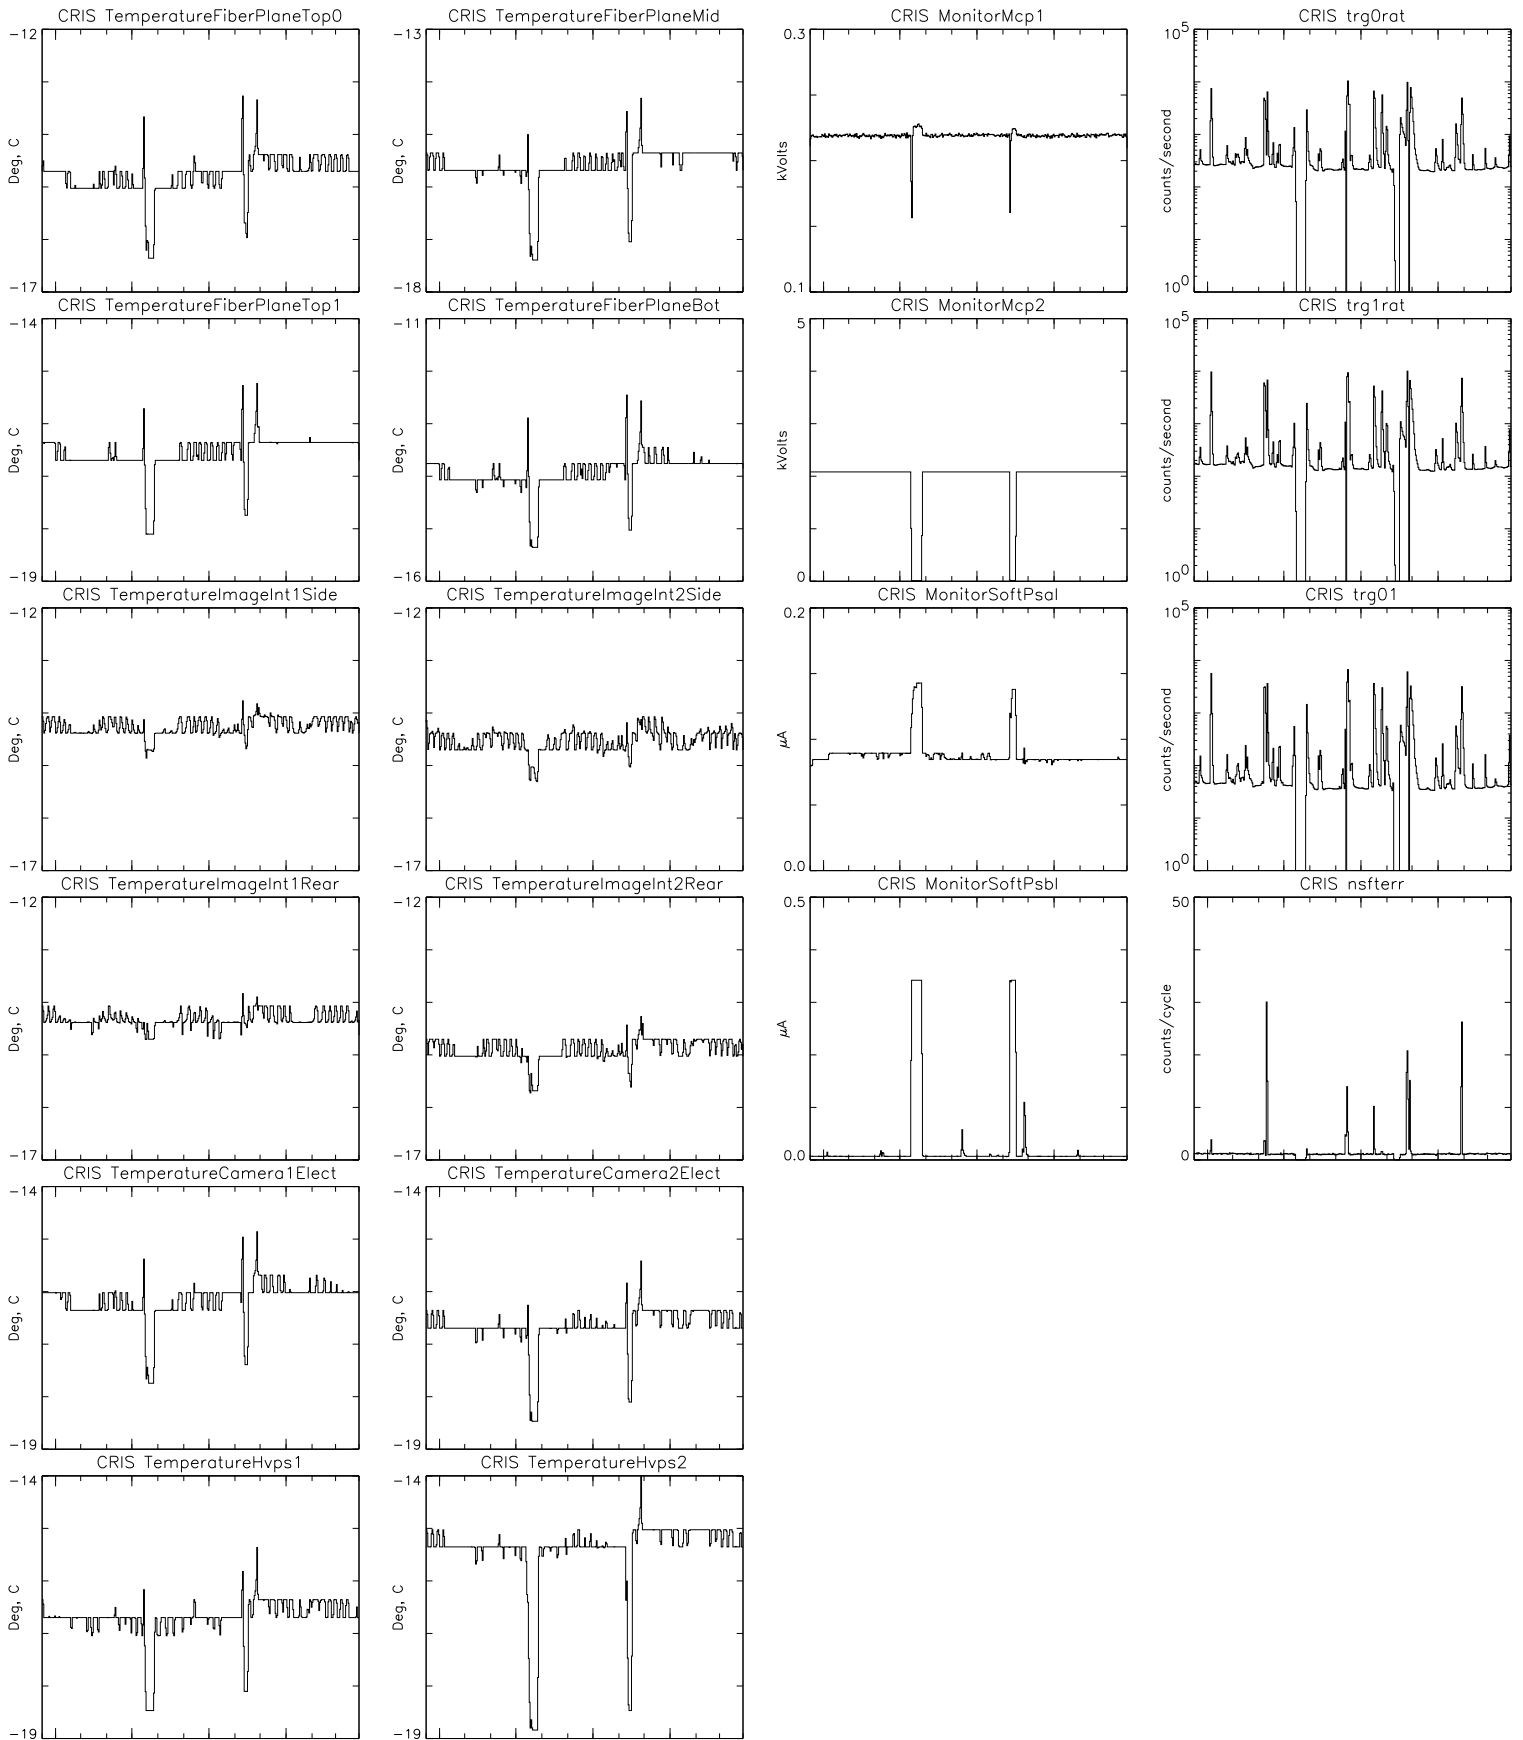 CRIS TemperatureFiberPlaneTop0
-12
Deg, C
-17
CRIS TemperatureFiberPlaneMid
-13
Deg, C
-18
CRIS MonitorMcp1
0.3
kVolts
0.1
CRIS trg0rat
10^5
counts/second
10^0
CRIS TemperatureFiberPlaneTop1
-14
Deg, C
-19
CRIS TemperatureFiberPlaneBot
-11
Deg, C
-16
CRIS MonitorMcp2
5
kVolts
0
CRIS trg1rat
10^5
counts/second
10^0
CRIS TemperatureImageInt1Side
-12
Deg, C
-17
CRIS TemperatureImageInt2Side
-12
Deg, C
-17
CRIS MonitorSoftPsaI
0.2
μA
0.0
CRIS trg01
10^5
counts/second
10^0
CRIS TemperatureImageInt1Rear
-12
Deg, C
-17
CRIS TemperatureImageInt2Rear
-12
Deg, C
-17
CRIS MonitorSoftPsbI
0.5
μA
0.0
CRIS nsfterr
50
counts/cycle
0
CRIS TemperatureCamera1Elect
-14
Deg, C
-19
CRIS TemperatureCamera2Elect
-14
Deg, C
-19
CRIS TemperatureHvps1
-14
Deg, C
-19
CRIS TemperatureHvps2
-14
Deg, C
-19